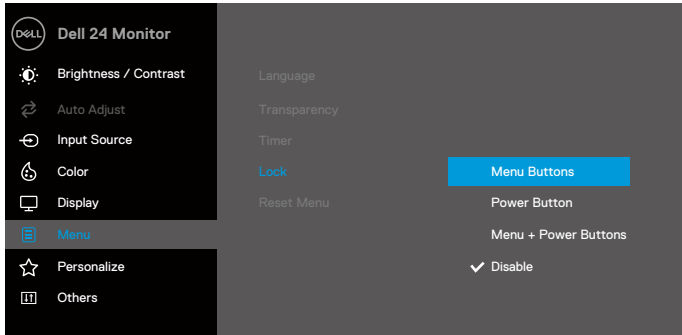 DELL
Dell 24 Monitor
Brightness / Contrast
Auto Adjust
Input Source
Color
Display
Menu
Personalize
Others
Language
Transparency
Timer
Lock
Reset Menu
Menu Buttons
Power Button
Menu + Power Buttons
Disable